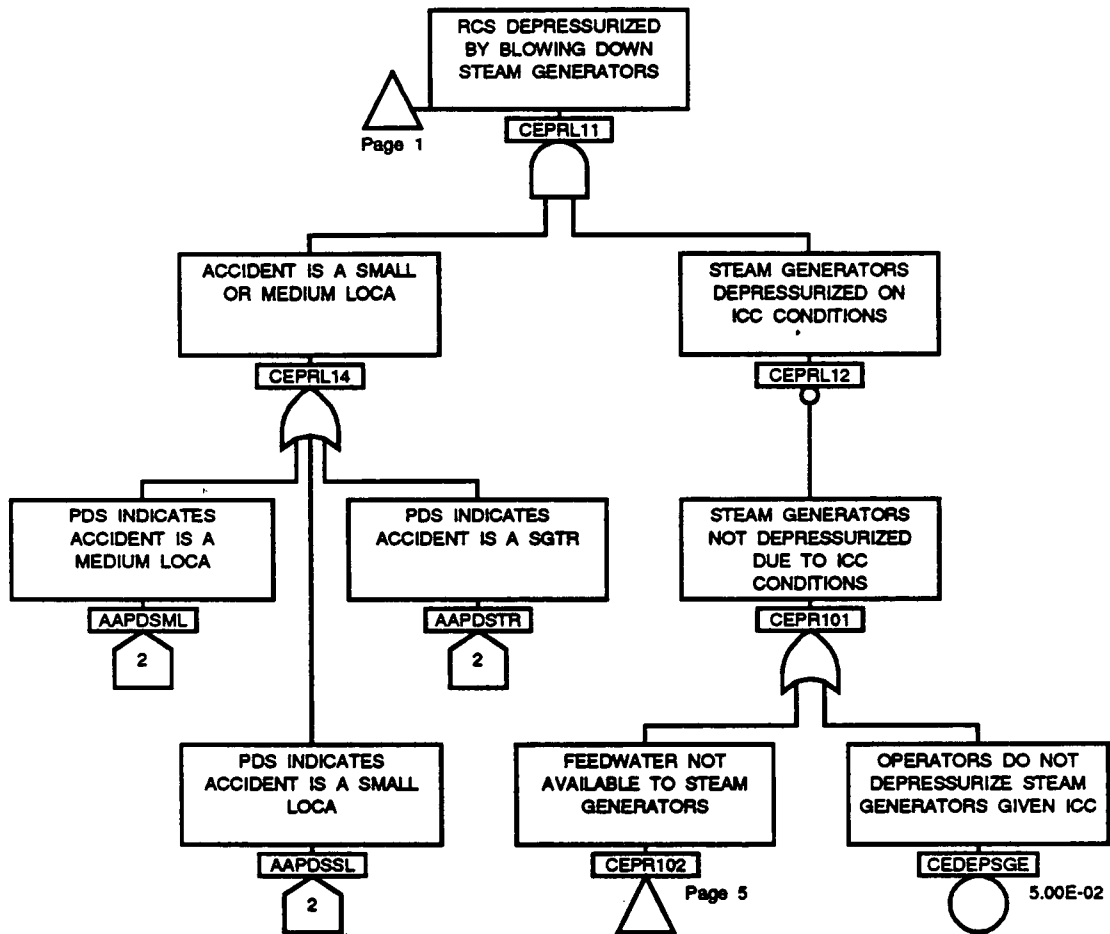 RCS DEPRESSURIZED
BY BLOWING DOWN
STEAM GENERATORS
Page 1
CEPRL11
ACCIDENT IS A SMALL
OR MEDIUM LOCA
CEPRL14
STEAM GENERATORS
DEPRESSURIZED ON
ICC CONDITIONS
CEPRL12
PDS INDICATES
ACCIDENT IS A
MEDIUM LOCA
AAPDSML
2
PDS INDICATES
ACCIDENT IS A SGTR
AAPDSTR
2
STEAM GENERATORS
NOT DEPRESSURIZED
DUE TO ICC
CONDITIONS
CEPR101
PDS INDICATES
ACCIDENT IS A SMALL
LOCA
AAPDSSL
2
FEEDWATER NOT
AVAILABLE TO STEAM
GENERATORS
CEPR102
Page 5
OPERATORS DO NOT
DEPRESSURIZE STEAM
GENERATORS GIVEN ICC
CEDEPSGE
5.00E-02